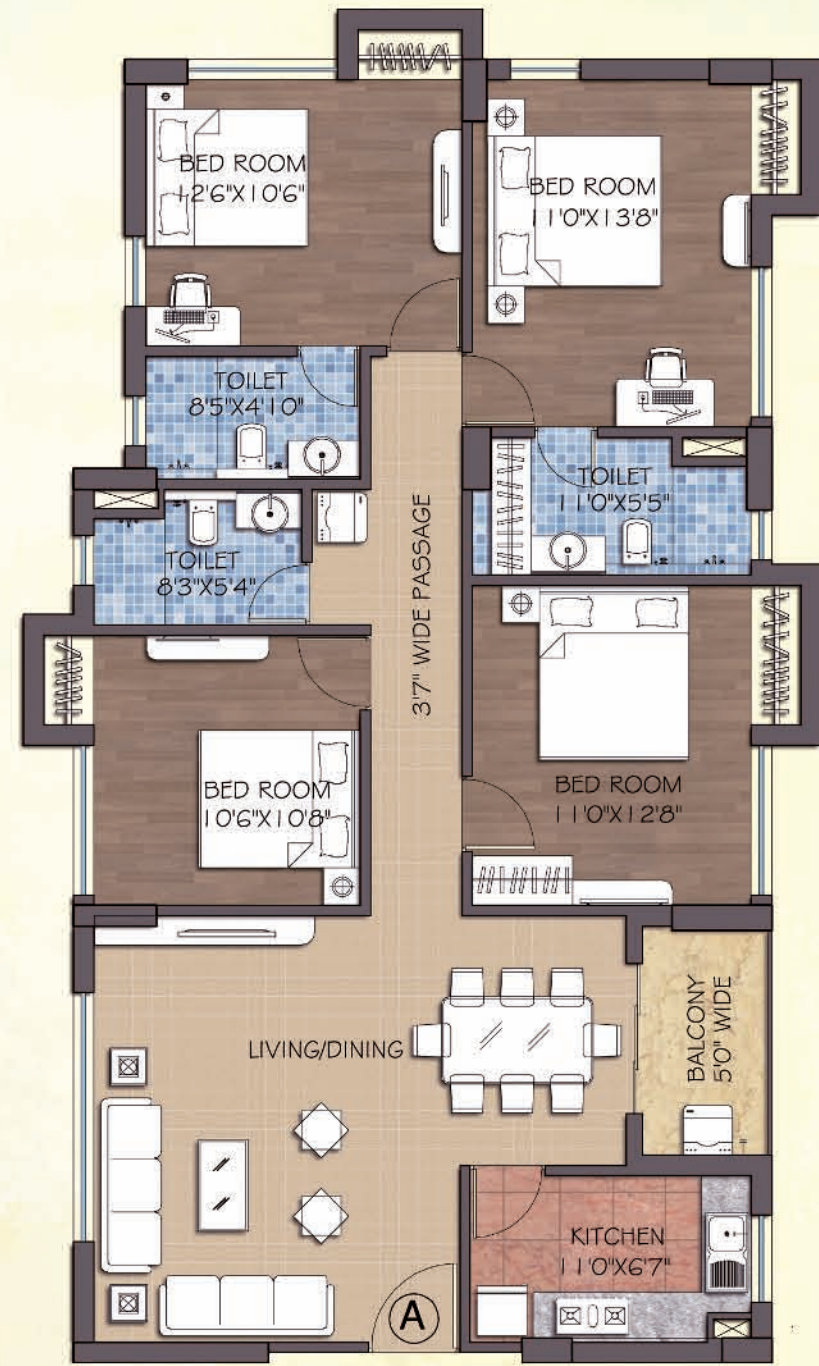 BED ROOM
12'6"X10'6"
BED ROOM
11'0"X13'8"
TOILET
8'5"X4'10"
TOILET
11'0"X5'5"
TOILET
8'3"X5'4"
3'7" WIDE PASSAGE
BED ROOM
10'6"X10'8"
BED ROOM
11'0"X12'8"
LIVING/DINING
BALCONY
5'0" WIDE
KITCHEN
11'0"X6'7"
A